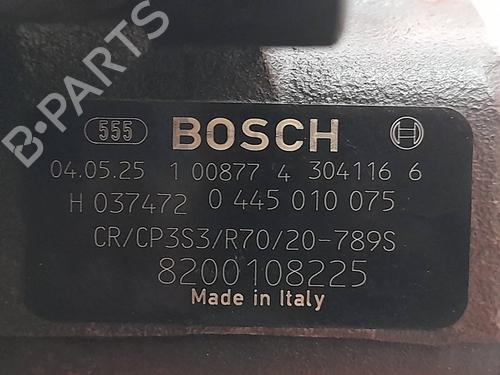 B-PARTS
555 BOSCH
04.05.25 1 00877 4 304116 6
H 037472 0 445 010 075
CR/CP3S3/R70/20-789S
8200108225
Made in Italy